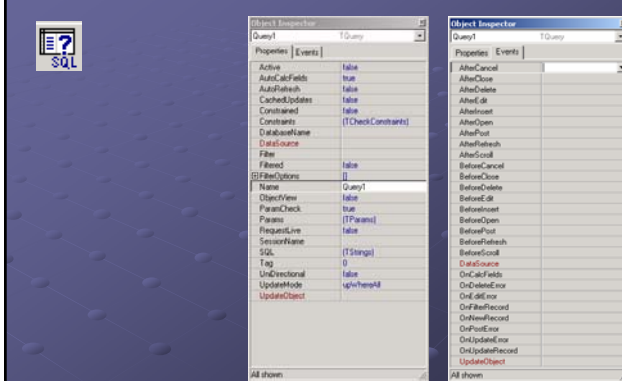 SQL
Object Inspector
Query1 TQuery
Properties Events
Active false
AutoCalcFields true
AutoRefresh false
CachedUpdates false
Constrained false
Constraints (TCheckConstraints)
DatabaseName
DataSource
Filter
Filtered false
FilterOptions []
Name Query1
ObjectView false
ParamCheck true
Params (TParams)
RequestLive false
SessionName
SQL (TStrings)
Tag 0
UniDirectional false
UpdateMode upWhereAll
UpdateObject
All shown
Object Inspector
Query1 TQuery
Properties Events
AfterCancel
AfterClose
AfterDelete
AfterEdit
AfterInsert
AfterOpen
AfterPost
AfterRefresh
AfterScroll
BeforeCancel
BeforeClose
BeforeDelete
BeforeEdit
BeforeInsert
BeforeOpen
BeforePost
BeforeRefresh
BeforeScroll
DataSource
OnCalcFields
OnDeleteError
OnEditError
OnFilterRecord
OnNewRecord
OnPostError
OnUpdateError
OnUpdateRecord
UpdateObject
All shown